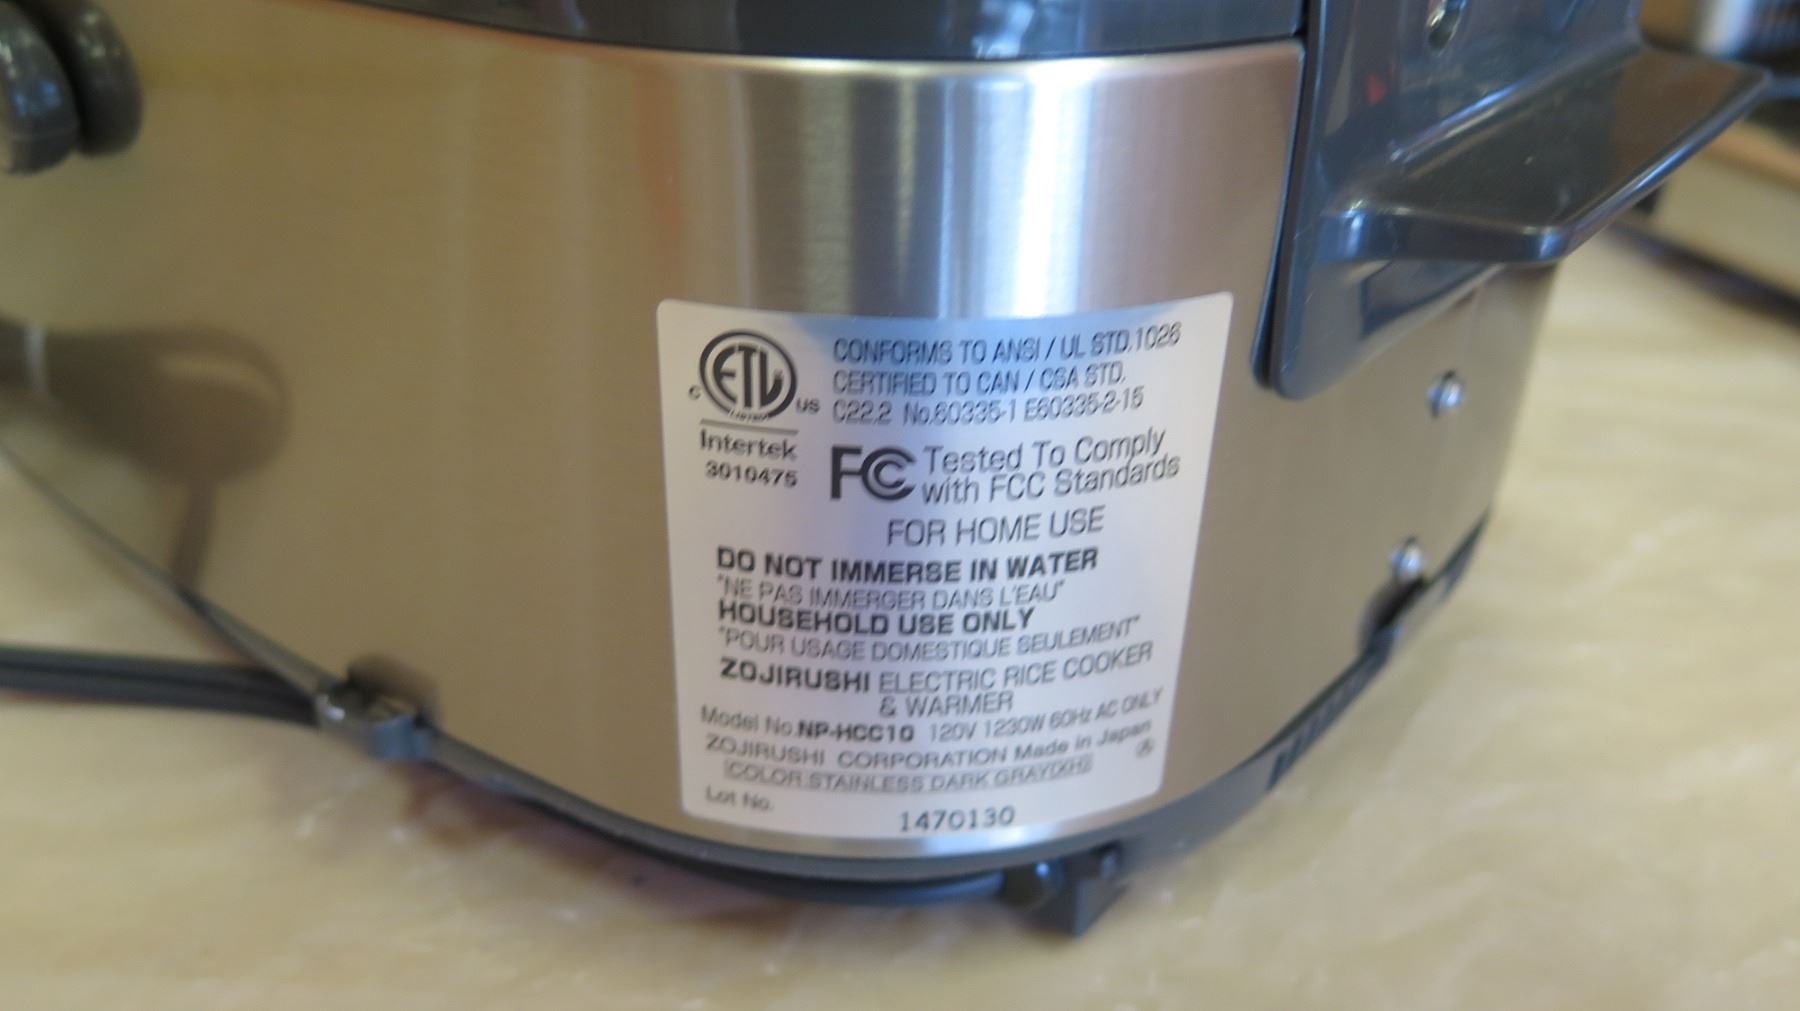 CONFORMS TO ANSI / UL STD.1026
CERTIFIED TO CAN / CSA STD.
C22.2 No.60335-1 E60335-2-15
C ETL US
LISTED
Intertek
3010475
FC Tested To Comply
with FCC Standards
FOR HOME USE
DO NOT IMMERSE IN WATER
"NE PAS IMMERGER DANS L'EAU"
HOUSEHOLD USE ONLY
"POUR USAGE DOMESTIQUE SEULEMENT"
ZOJIRUSHI ELECTRIC RICE COOKER
& WARMER
Model No.NP-HCC10 120V 1230W 60Hz AC ONLY
ZOJIRUSHI CORPORATION Made in Japan
COLOR:STAINLESS DARK GRAY(XH)
Ⓐ
Lot No.
1470130